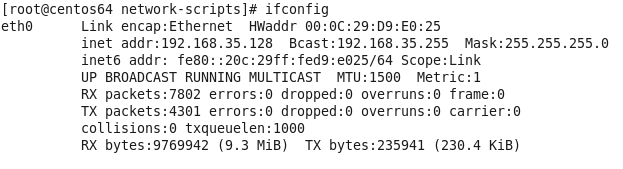 [root@centos64 network-scripts]# ifconfig
eth0      Link encap:Ethernet  HWaddr 00:0C:29:D9:E0:25
          inet addr:192.168.35.128  Bcast:192.168.35.255  Mask:255.255.255.0
          inet6 addr: fe80::20c:29ff:fed9:e025/64 Scope:Link
          UP BROADCAST RUNNING MULTICAST  MTU:1500  Metric:1
          RX packets:7802 errors:0 dropped:0 overruns:0 frame:0
          TX packets:4301 errors:0 dropped:0 overruns:0 carrier:0
          collisions:0 txqueuelen:1000
          RX bytes:9769942 (9.3 MiB)  TX bytes:235941 (230.4 KiB)